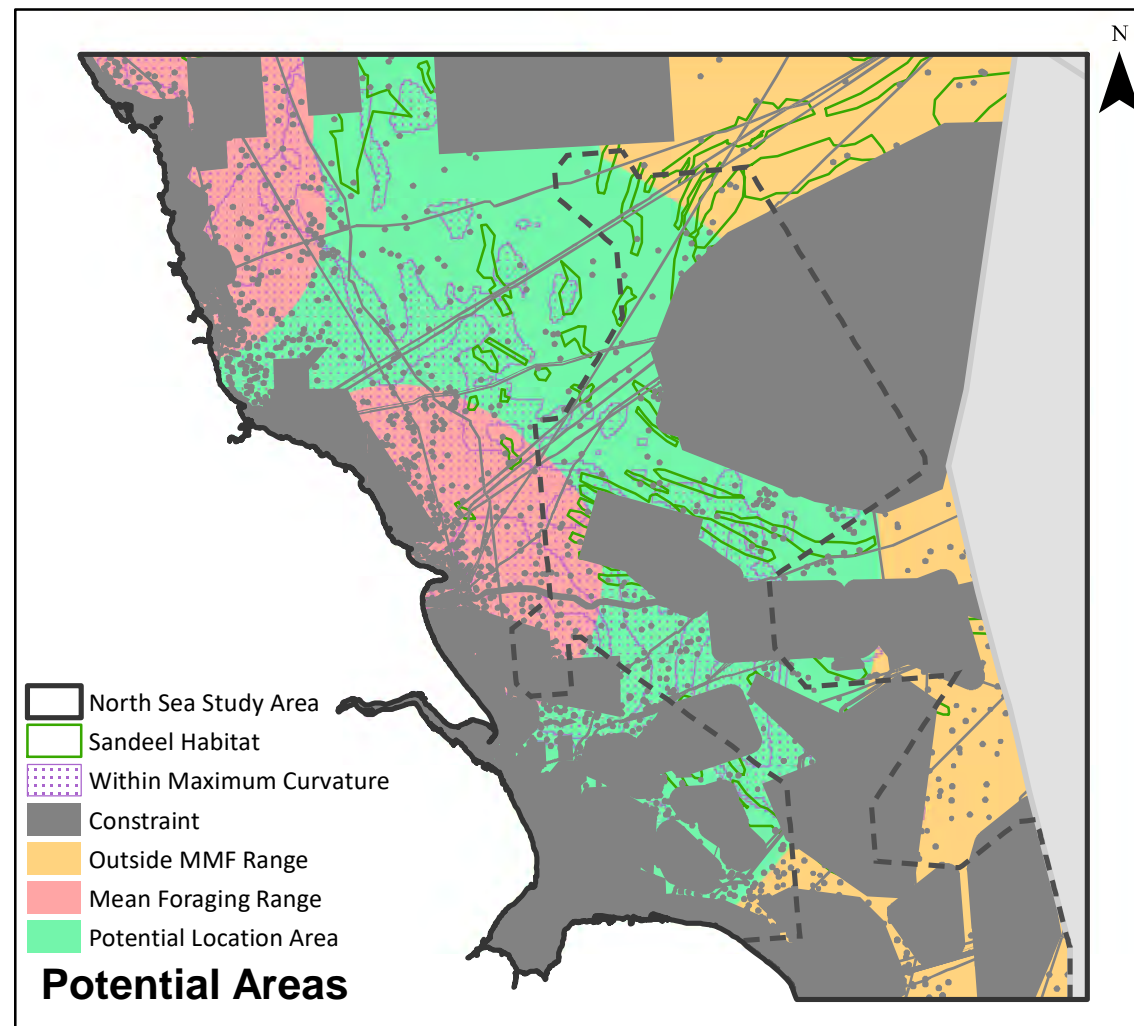 N
North Sea Study Area
Sandeel Habitat
Within Maximum Curvature
Constraint
Outside MMF Range
Mean Foraging Range
Potential Location Area
Potential Areas